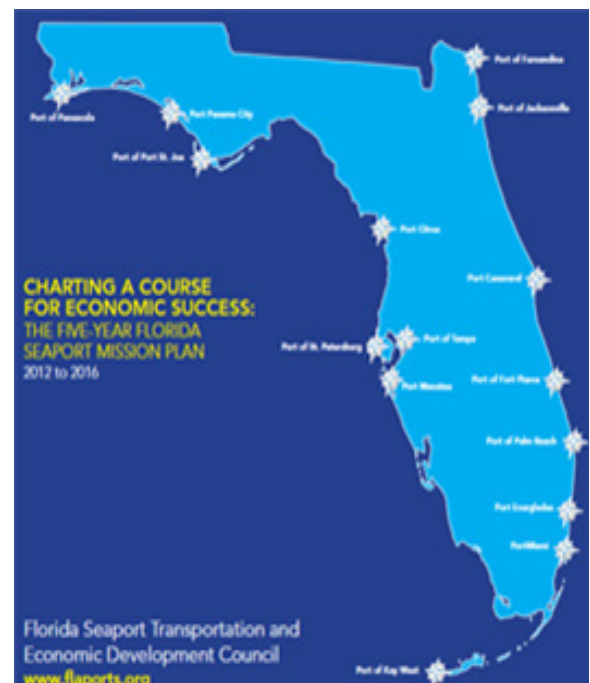 Port of Fernandina
Port of Pensacola
Port Panama City
Port of Jacksonville
Port of Port St. Joe
Port Citrus
Port Canaveral
CHARTING A COURSE
FOR ECONOMIC SUCCESS:
THE FIVE-YEAR FLORIDA
SEAPORT MISSION PLAN
2012 to 2016
Port of St. Petersburg
Port of Tampa
Port Manatee
Port of Fort Pierce
Port of Palm Beach
Port Everglades
PortMiami
Florida Seaport Transportation and
Economic Development Council
www.flaports.org
Port of Key West